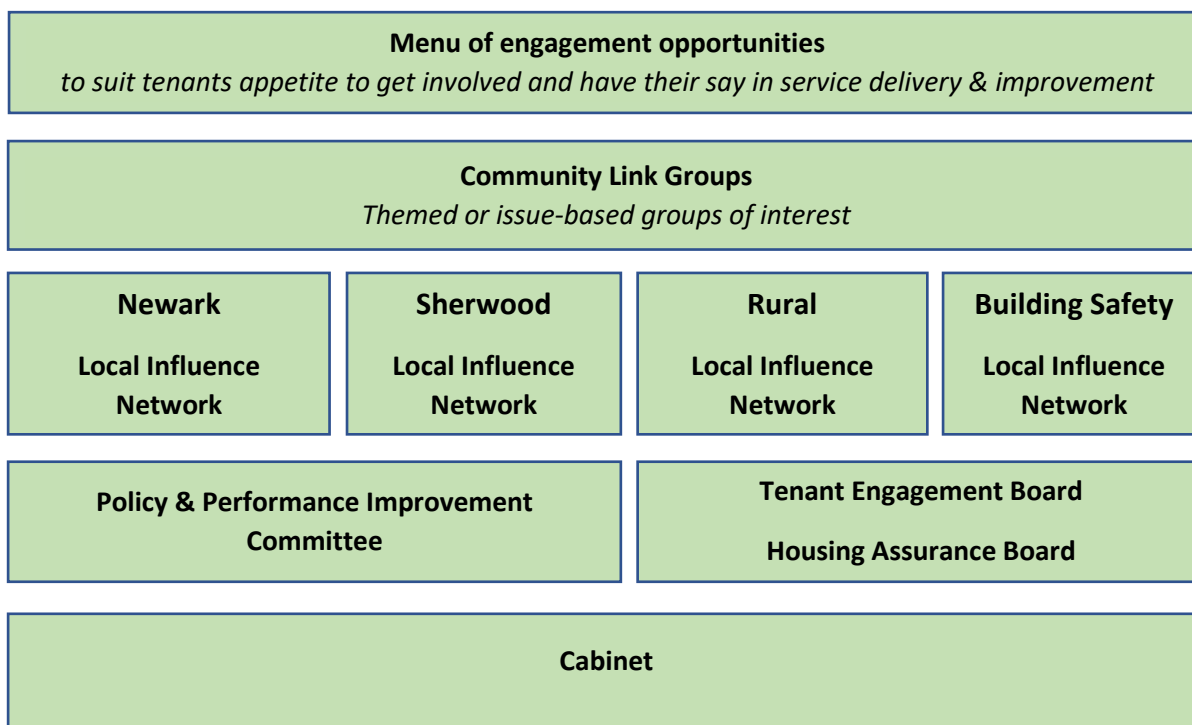 Menu of engagement opportunities
to suit tenants appetite to get involved and have their say in service delivery & improvement
Community Link Groups
Themed or issue-based groups of interest
Newark
Local Influence
Network
Sherwood
Local Influence
Network
Rural
Local Influence
Network
Building Safety
Local Influence
Network
Policy & Performance Improvement
Committee
Tenant Engagement Board
Housing Assurance Board
Cabinet